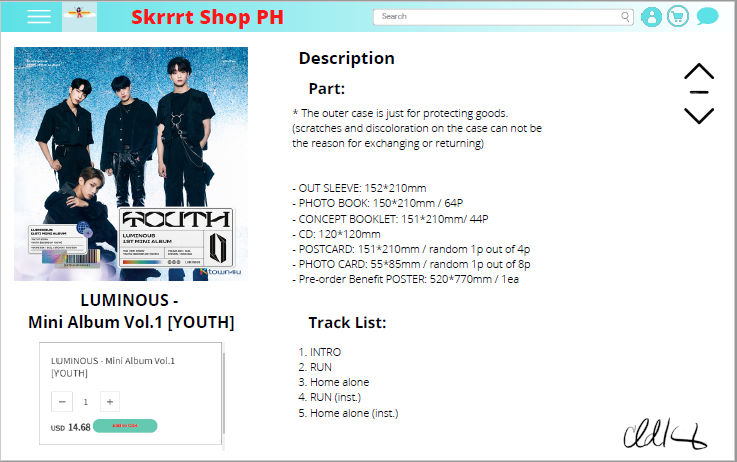 Skrrrt Shop PH
Search
YOUTH
LUMINOUS
1ST MINI ALBUM
ktown4u
LUMINOUS -
Mini Album Vol.1 [YOUTH]
LUMINOUS - Mini Album Vol.1
[YOUTH]
− 1 +
USD 14.68 Add to Cart
Description
Part:
* The outer case is just for protecting goods.
(scratches and discoloration on the case can not be
the reason for exchanging or returning)
- OUT SLEEVE: 152*210mm
- PHOTO BOOK: 150*210mm / 64P
- CONCEPT BOOKLET: 151*210mm/ 44P
- CD: 120*120mm
- POSTCARD: 151*210mm / random 1p out of 4p
- PHOTO CARD: 55*85mm / random 1p out of 8p
- Pre-order Benefit POSTER: 520*770mm / 1ea
Track List:
1. INTRO
2. RUN
3. Home alone
4. RUN (inst.)
5. Home alone (inst.)